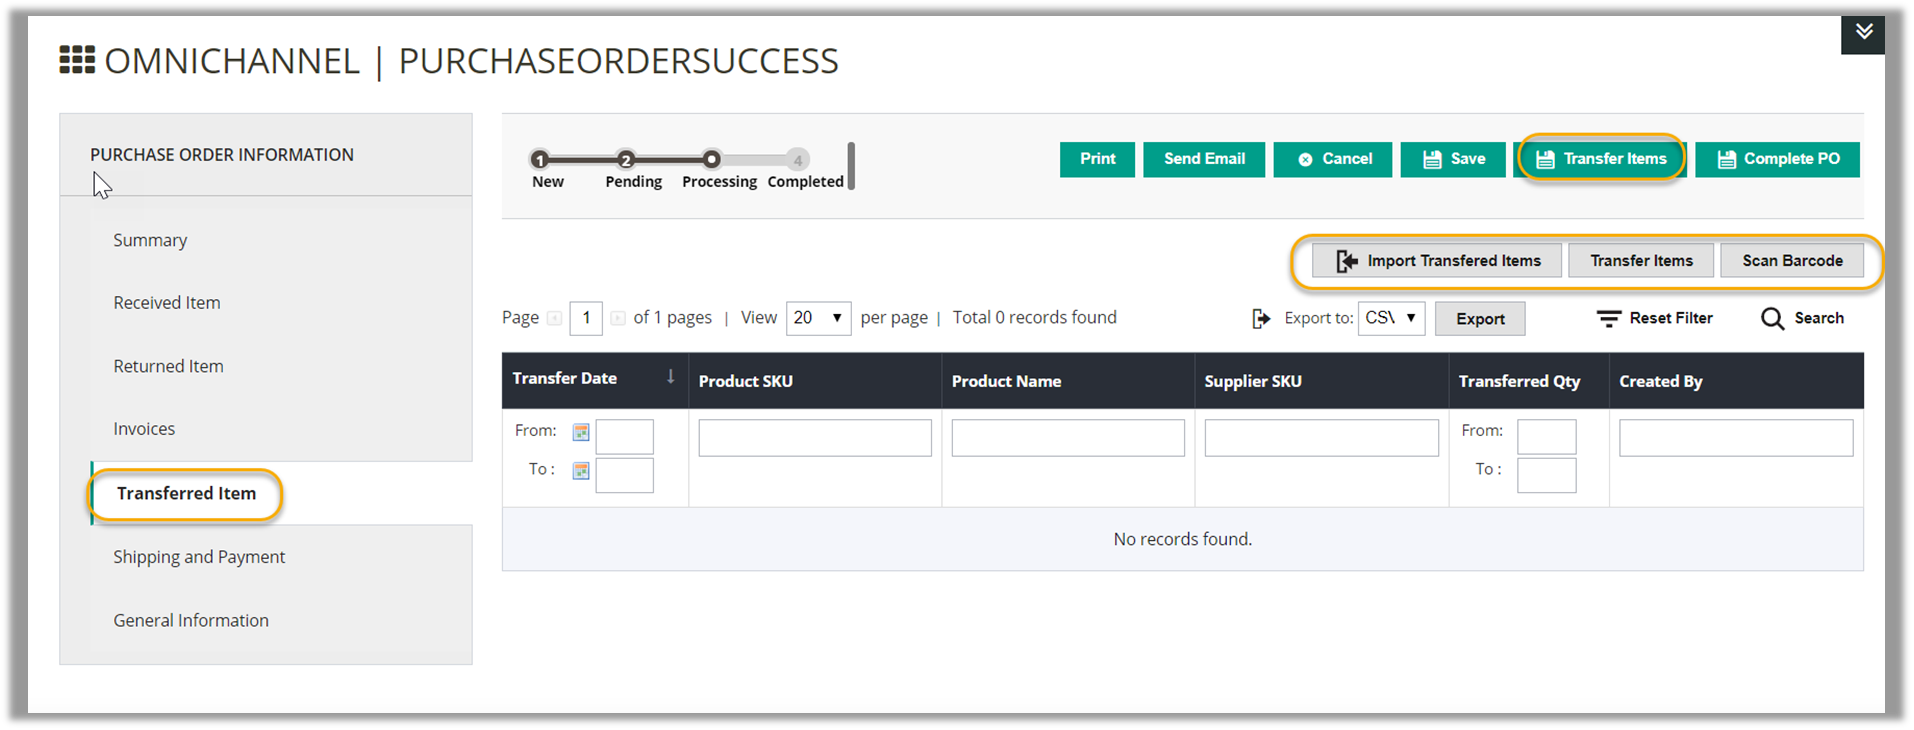 OMNICHANNEL | PURCHASEORDERSUCCESS
PURCHASE ORDER INFORMATION
Summary
Received Item
Returned Item
Invoices
Transferred Item
Shipping and Payment
General Information
1 2 4
New Pending Processing Completed
Print Send Email Cancel Save Transfer Items Complete PO
Import Transfered Items Transfer Items Scan Barcode
Page 1 of 1 pages | View 20 per page | Total 0 records found Export to: CSV Export Reset Filter Search
Transfer Date Product SKU Product Name Supplier SKU Transferred Qty Created By
From: From:
To : To :
No records found.